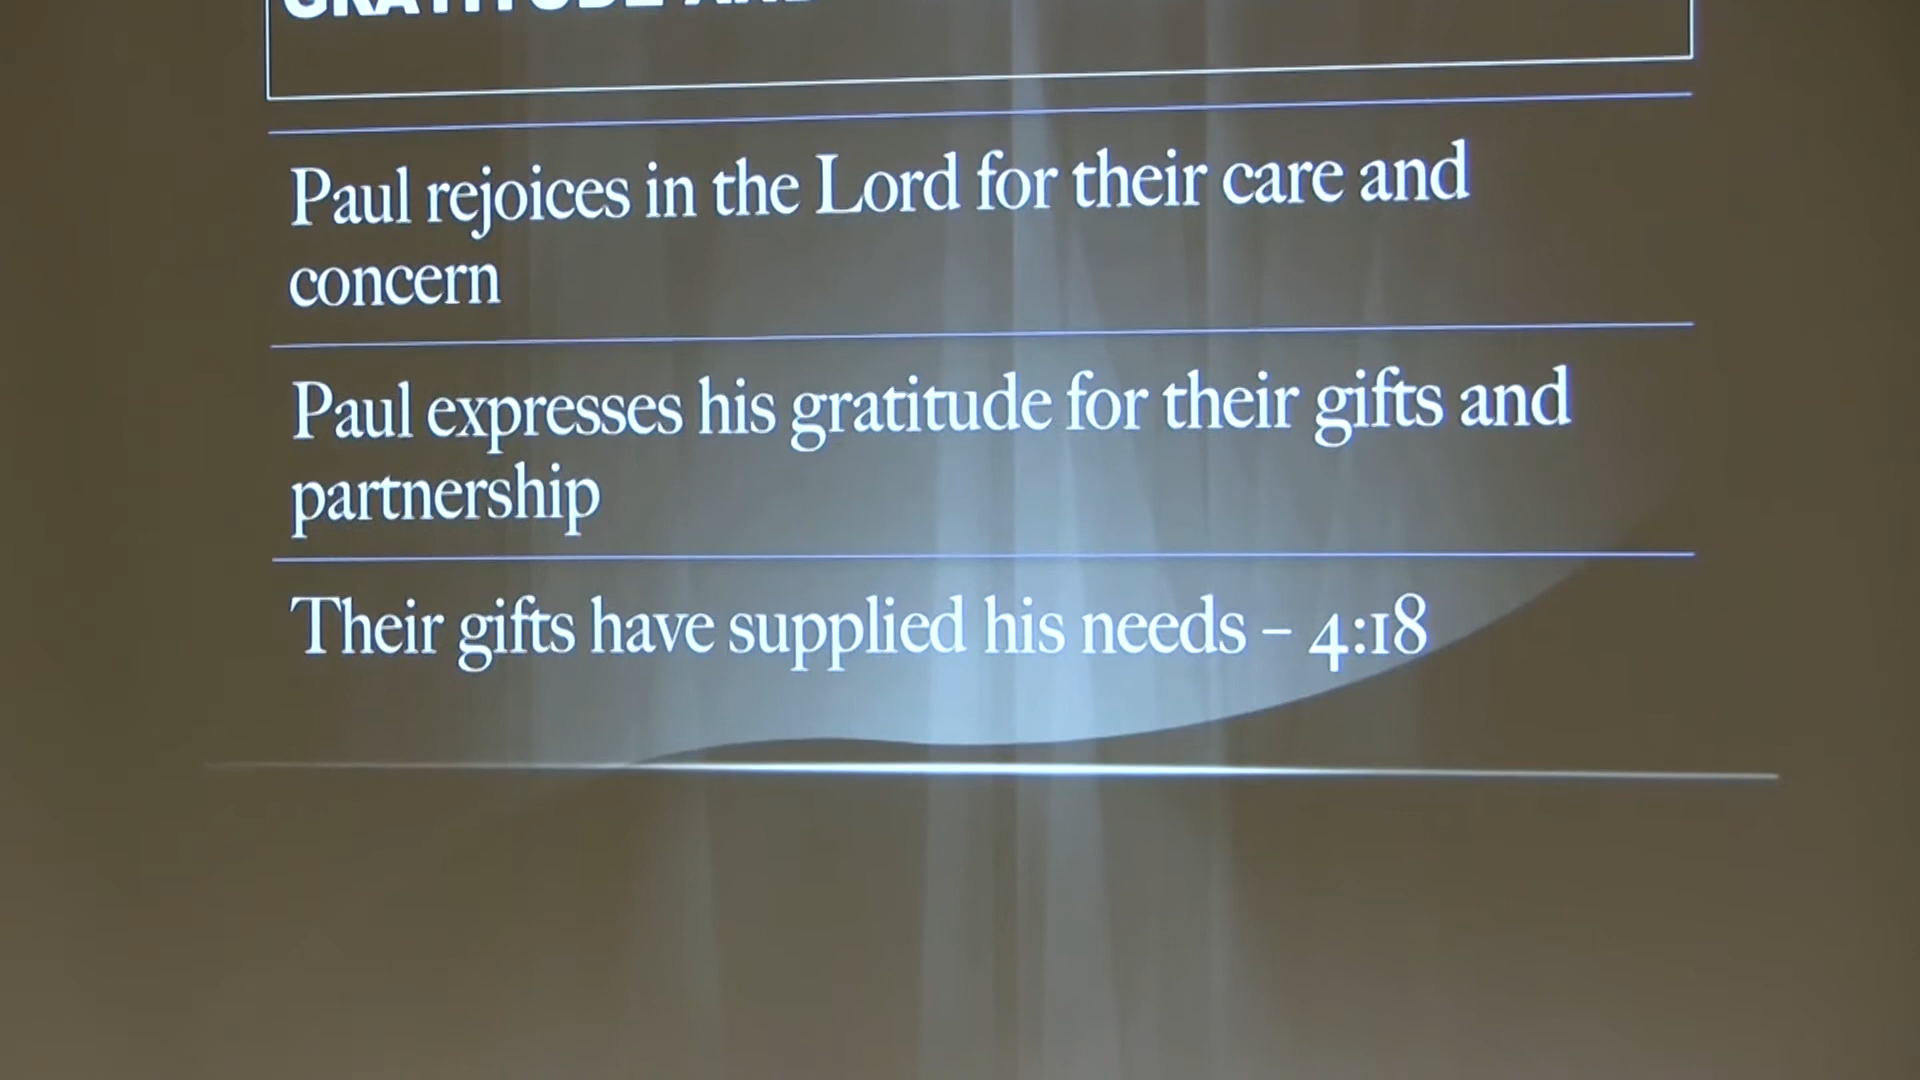 GRATITUDE AND
Paul rejoices in the Lord for their care and
concern
Paul expresses his gratitude for their gifts and
partnership
Their gifts have supplied his needs – 4:18